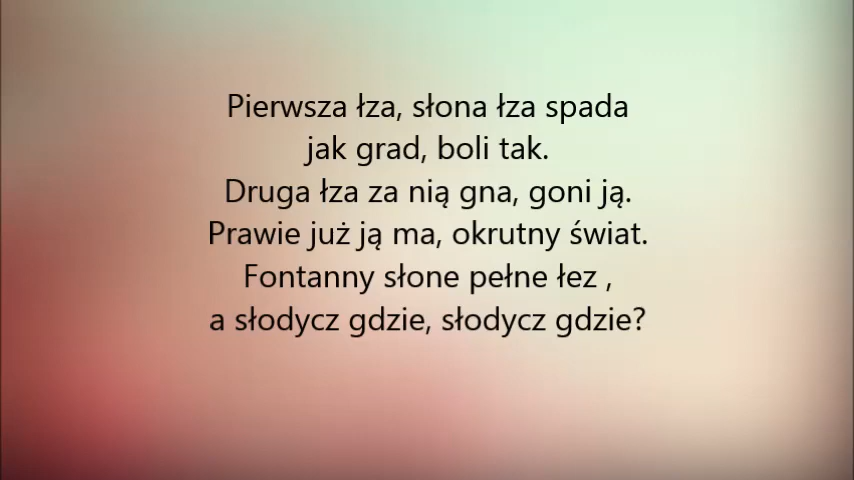 Pierwsza łza, słona łza spada
jak grad, boli tak.
Druga łza za nią gna, goni ją.
Prawie już ją ma, okrutny świat.
Fontanny słone pełne łez ,
a słodycz gdzie, słodycz gdzie?